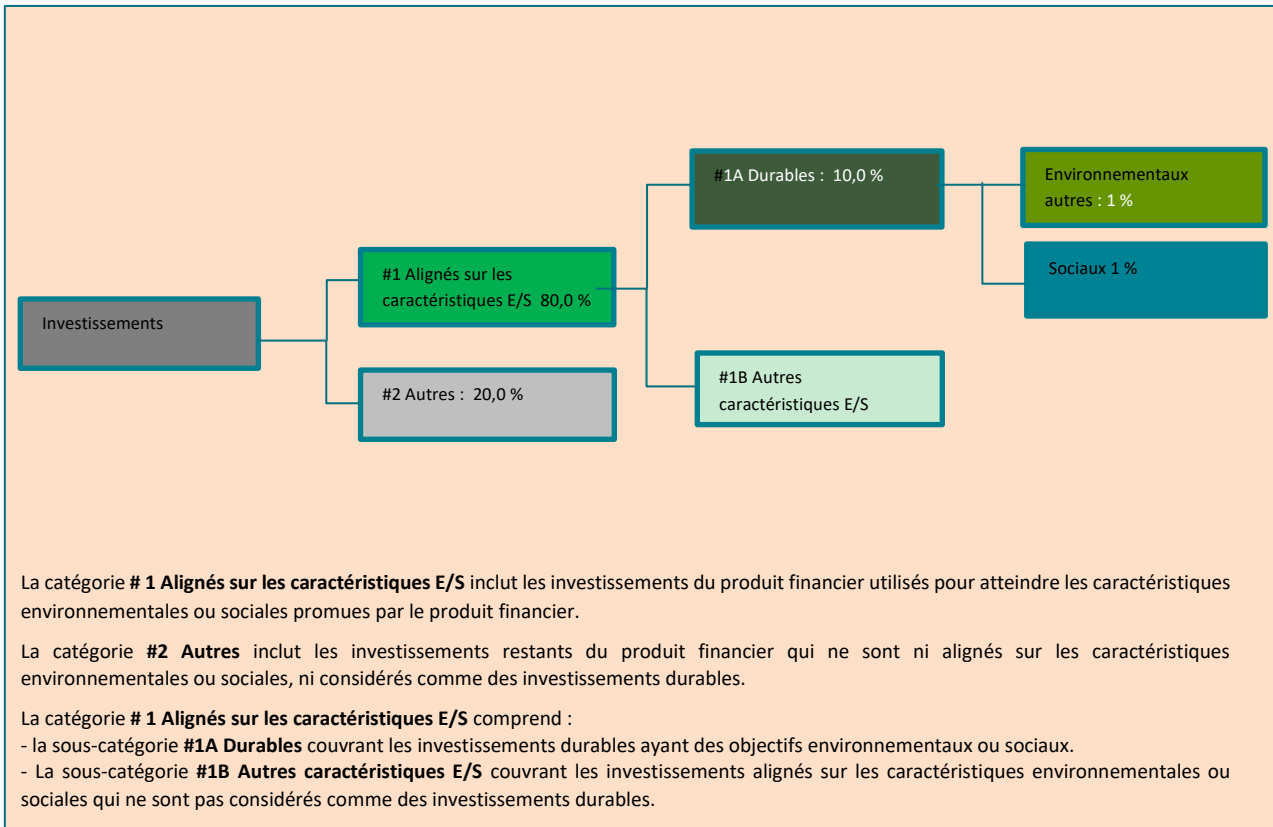 #1A Durables : 10,0 %
Environnementaux
autres : 1 %
Sociaux 1 %
#1 Alignés sur les
caractéristiques E/S 80,0 %
Investissements
#2 Autres : 20,0 %
#1B Autres
caractéristiques E/S
La catégorie # 1 Alignés sur les caractéristiques E/S inclut les investissements du produit financier utilisés pour atteindre les caractéristiques
environnementales ou sociales promues par le produit financier.
La catégorie #2 Autres inclut les investissements restants du produit financier qui ne sont ni alignés sur les caractéristiques
environnementales ou sociales, ni considérés comme des investissements durables.
La catégorie # 1 Alignés sur les caractéristiques E/S comprend :
- la sous-catégorie #1A Durables couvrant les investissements durables ayant des objectifs environnementaux ou sociaux.
- La sous-catégorie #1B Autres caractéristiques E/S couvrant les investissements alignés sur les caractéristiques environnementales ou
sociales qui ne sont pas considérés comme des investissements durables.